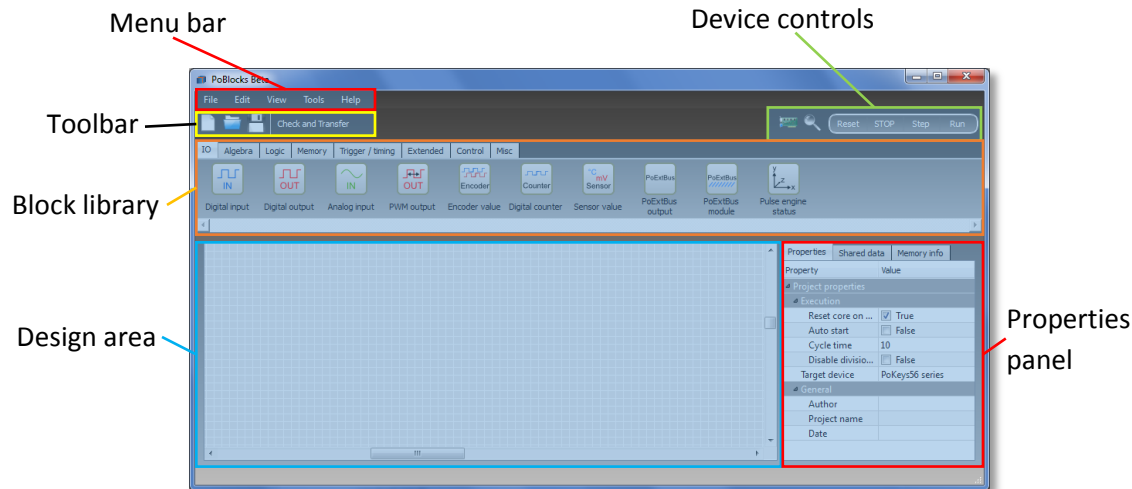 Menu bar
Device controls
PoBlocks Beta
File Edit View Tools Help
Toolbar
Check and Transfer
Reset STOP Step Run
IO Algebra Logic Memory Trigger / timing Extended Control Misc
Block library
IN OUT IN OUT Encoder Counter °C mV Sensor PoExtBus PoExtBus y z x
Digital input Digital output Analog input PWM output Encoder value Digital counter Sensor value PoExtBus output PoExtBus module Pulse engine status
Design area
Properties Shared data Memory info
Property Value
Project properties
Execution
Reset core on ... True
Auto start False
Cycle time 10
Disable divisio... False
Target device PoKeys56 series
General
Author
Project name
Date
Properties
panel